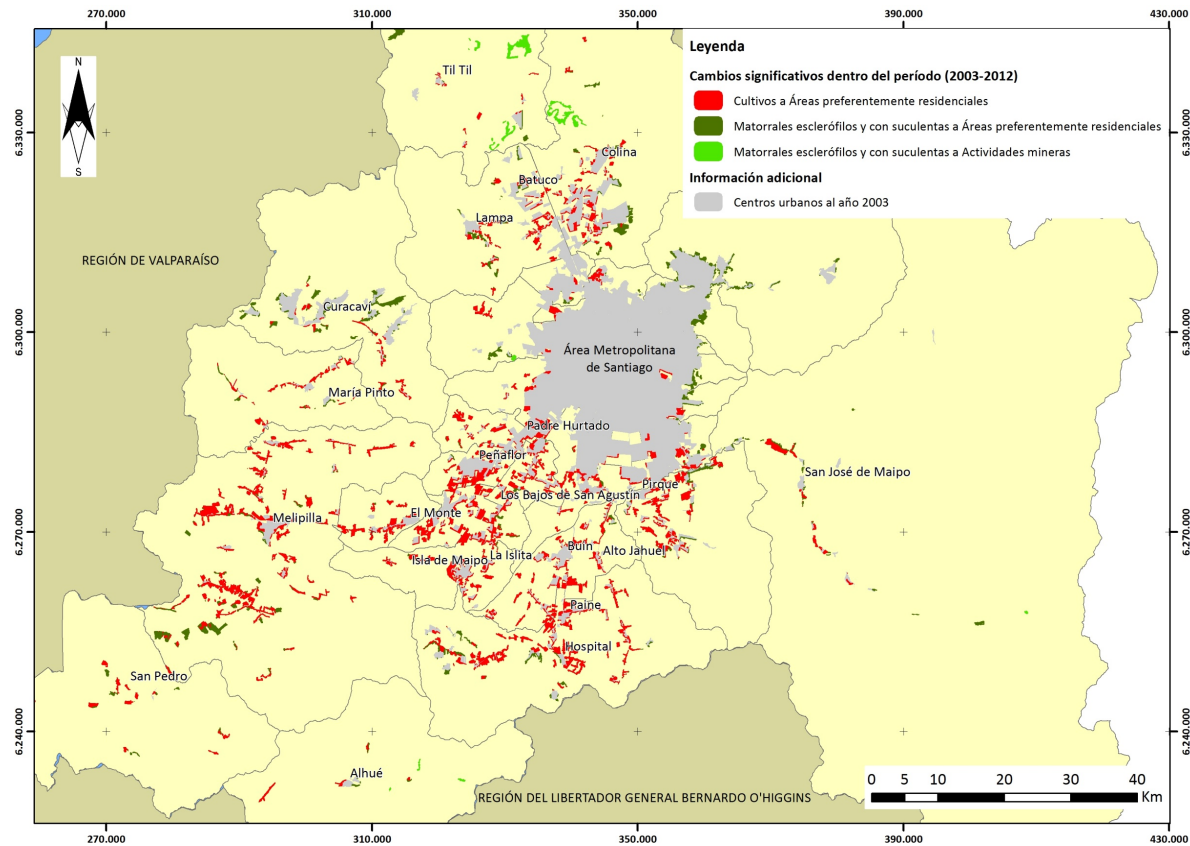 270.000
310.000
350.000
390.000
430.000
Leyenda
Cambios significativos dentro del período (2003-2012)
Cultivos a Áreas preferentemente residenciales
Matorrales esclerófilos y con suculentas a Áreas preferentemente residenciales
Matorrales esclerófilos y con suculentas a Actividades mineras
Información adicional
Centros urbanos al año 2003
N
S
Til Til
6.330.000
6.330.000
Colina
Batuco
Lampa
REGIÓN DE VALPARAÍSO
Curacaví
6.300.000
6.300.000
Área Metropolitana
de Santiago
María Pinto
Padre Hurtado
Peñaflor
San José de Maipo
Pirque
Los Bajos de San Agustín
El Monte
Melipilla
6.270.000
6.270.000
Buin
Alto Jahuel
La Islita
Isla de Maipo
Paine
Hospital
San Pedro
6.240.000
6.240.000
Alhué
0 5 10 20 30 40
Km
REGIÓN DEL LIBERTADOR GENERAL BERNARDO O'HIGGINS
270.000
310.000
350.000
390.000
430.000